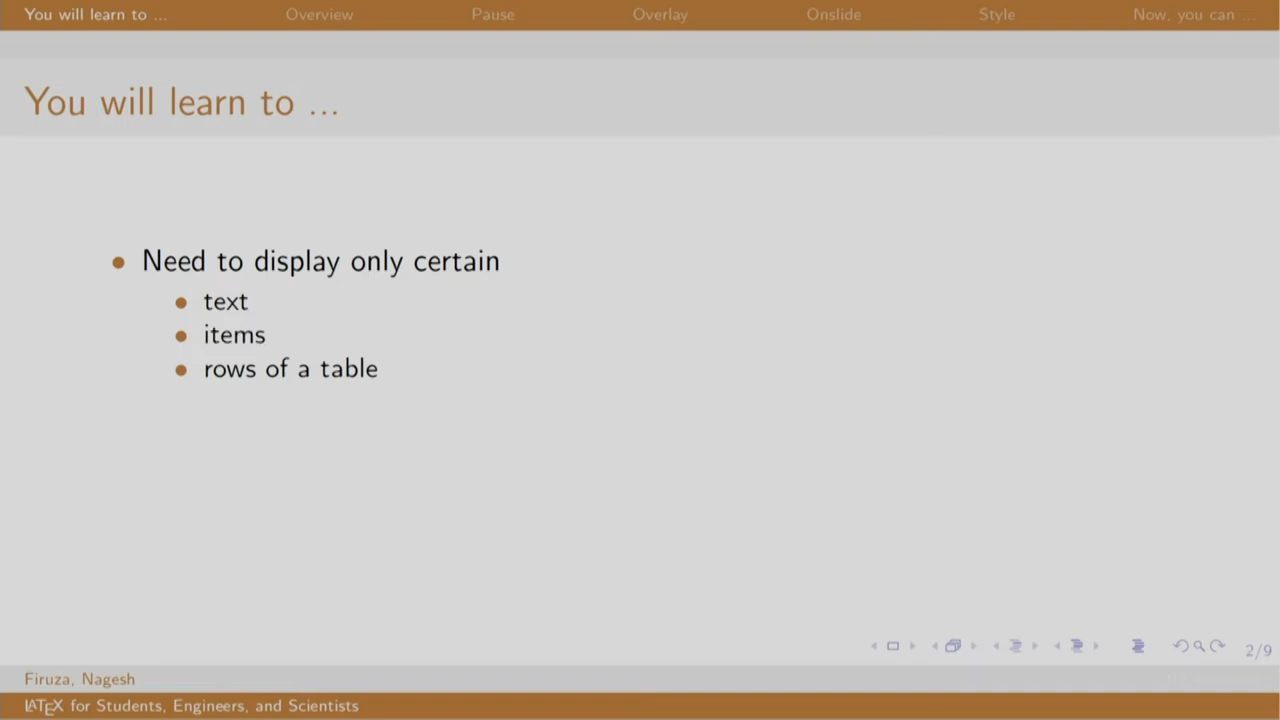 You will learn to ... Overview Pause Overlay Onslide Style Now, you can ...
You will learn to ...
Need to display only certain
text
items
rows of a table
2/9
Firuza, Nagesh
LATEX for Students, Engineers, and Scientists